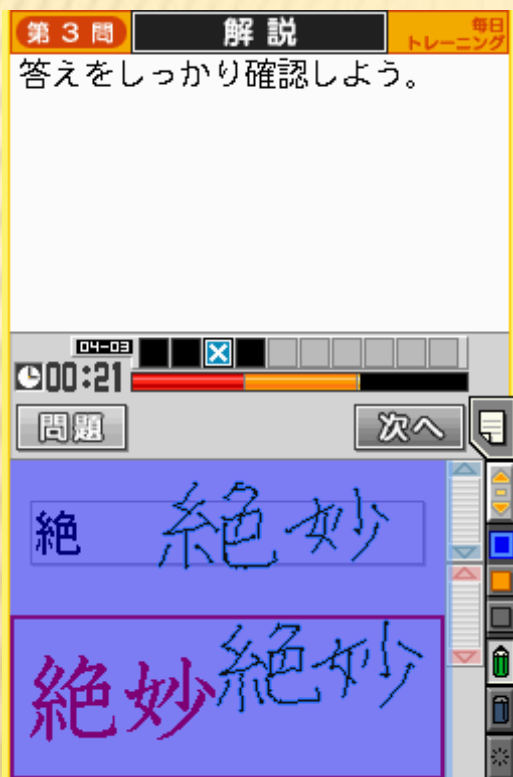 第3問 解説 毎日
トレーニング
答えをしっかり確認しよう。
04-03
00:21
問題 次へ
絶 絶妙
絶妙 絶妙